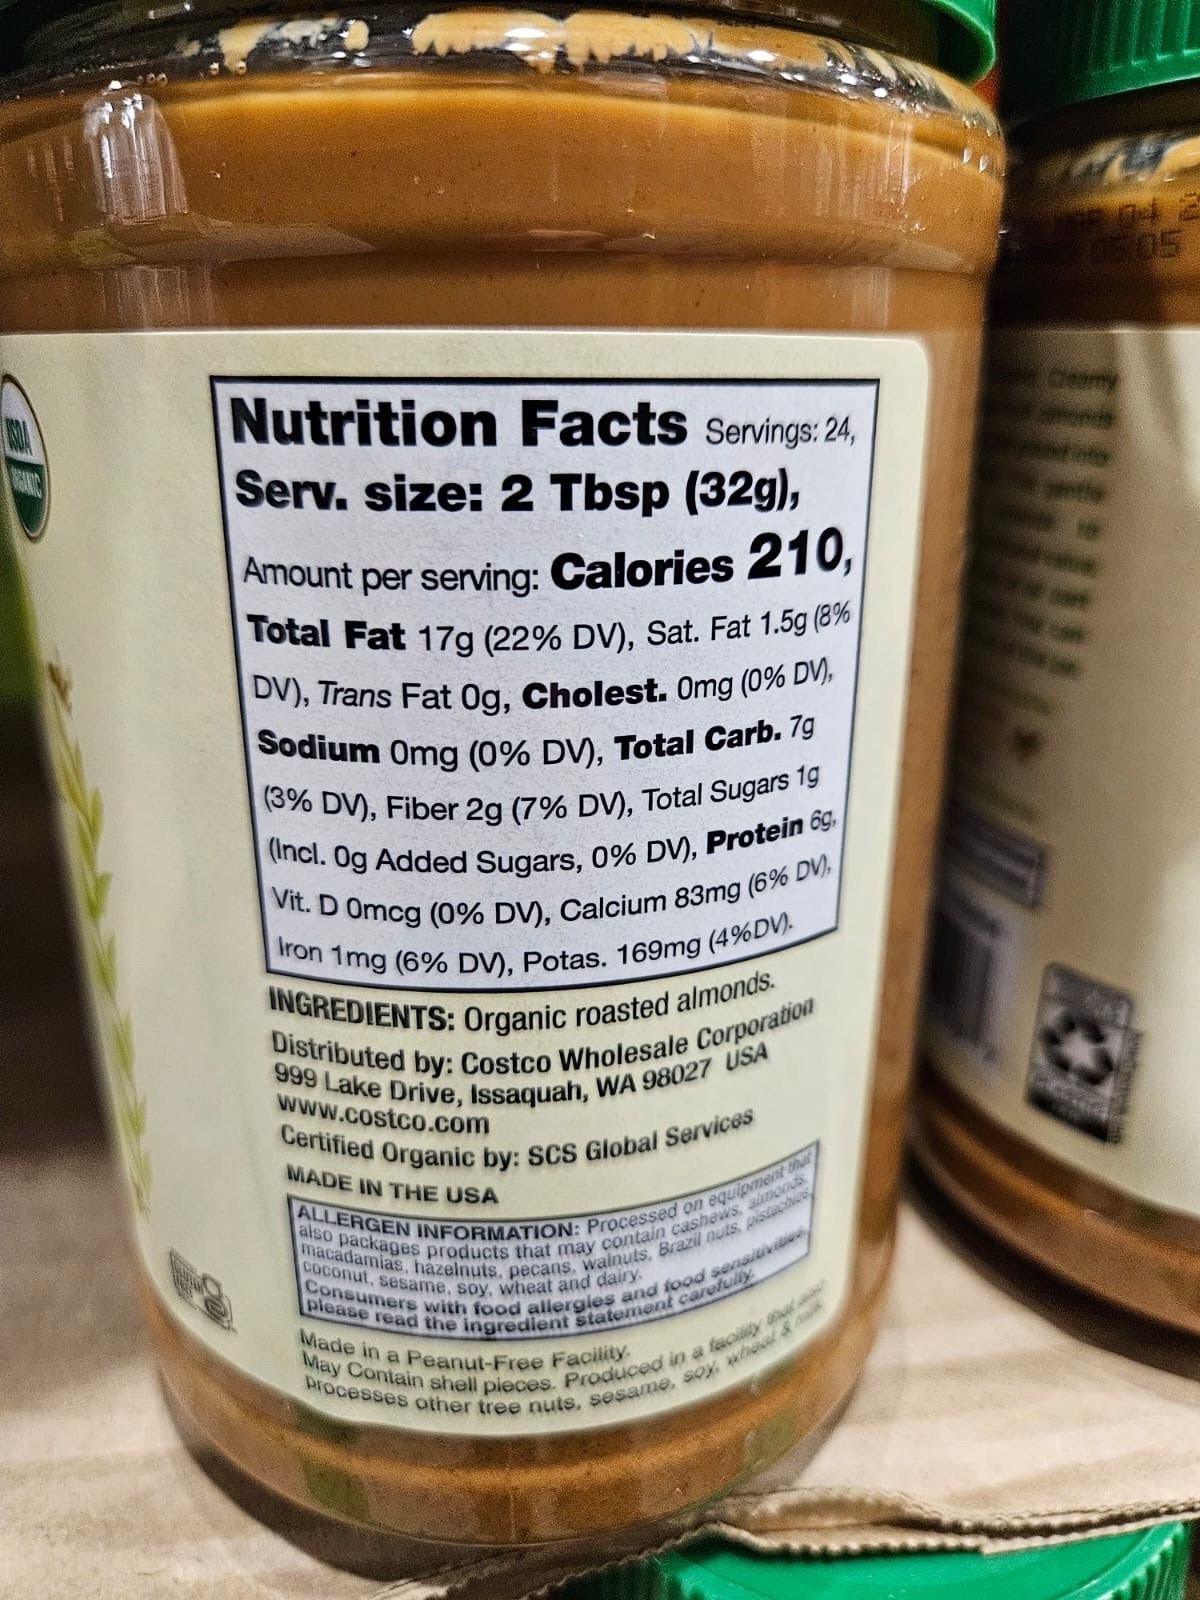 USDA
ORGANIC
Nutrition Facts Servings: 24,
Serv. size: 2 Tbsp (32g),
Amount per serving: Calories 210,
Total Fat 17g (22% DV), Sat. Fat 1.5g (8%
DV), Trans Fat 0g, Cholest. 0mg (0% DV),
Sodium 0mg (0% DV), Total Carb. 7g
(3% DV), Fiber 2g (7% DV), Total Sugars 1g
(Incl. 0g Added Sugars, 0% DV), Protein 6g,
Vit. D 0mcg (0% DV), Calcium 83mg (6% DV),
Iron 1mg (6% DV), Potas. 169mg (4%DV).
INGREDIENTS: Organic roasted almonds.
Distributed by: Costco Wholesale Corporation
999 Lake Drive, Issaquah, WA 98027 USA
www.costco.com
Certified Organic by: SCS Global Services
MADE IN THE USA
ALLERGEN INFORMATION: Processed on equipment that
also packages products that may contain cashews, almonds,
macadamias, hazelnuts, pecans, walnuts, Brazil nuts, pistachios,
coconut, sesame, soy, wheat and dairy.
Consumers with food allergies and food sensitivities,
please read the ingredient statement carefully.
Made in a Peanut-Free Facility.
May Contain shell pieces. Produced in a facility that also
processes other tree nuts, sesame, soy, wheat & milk.
04
05:05
Creamy